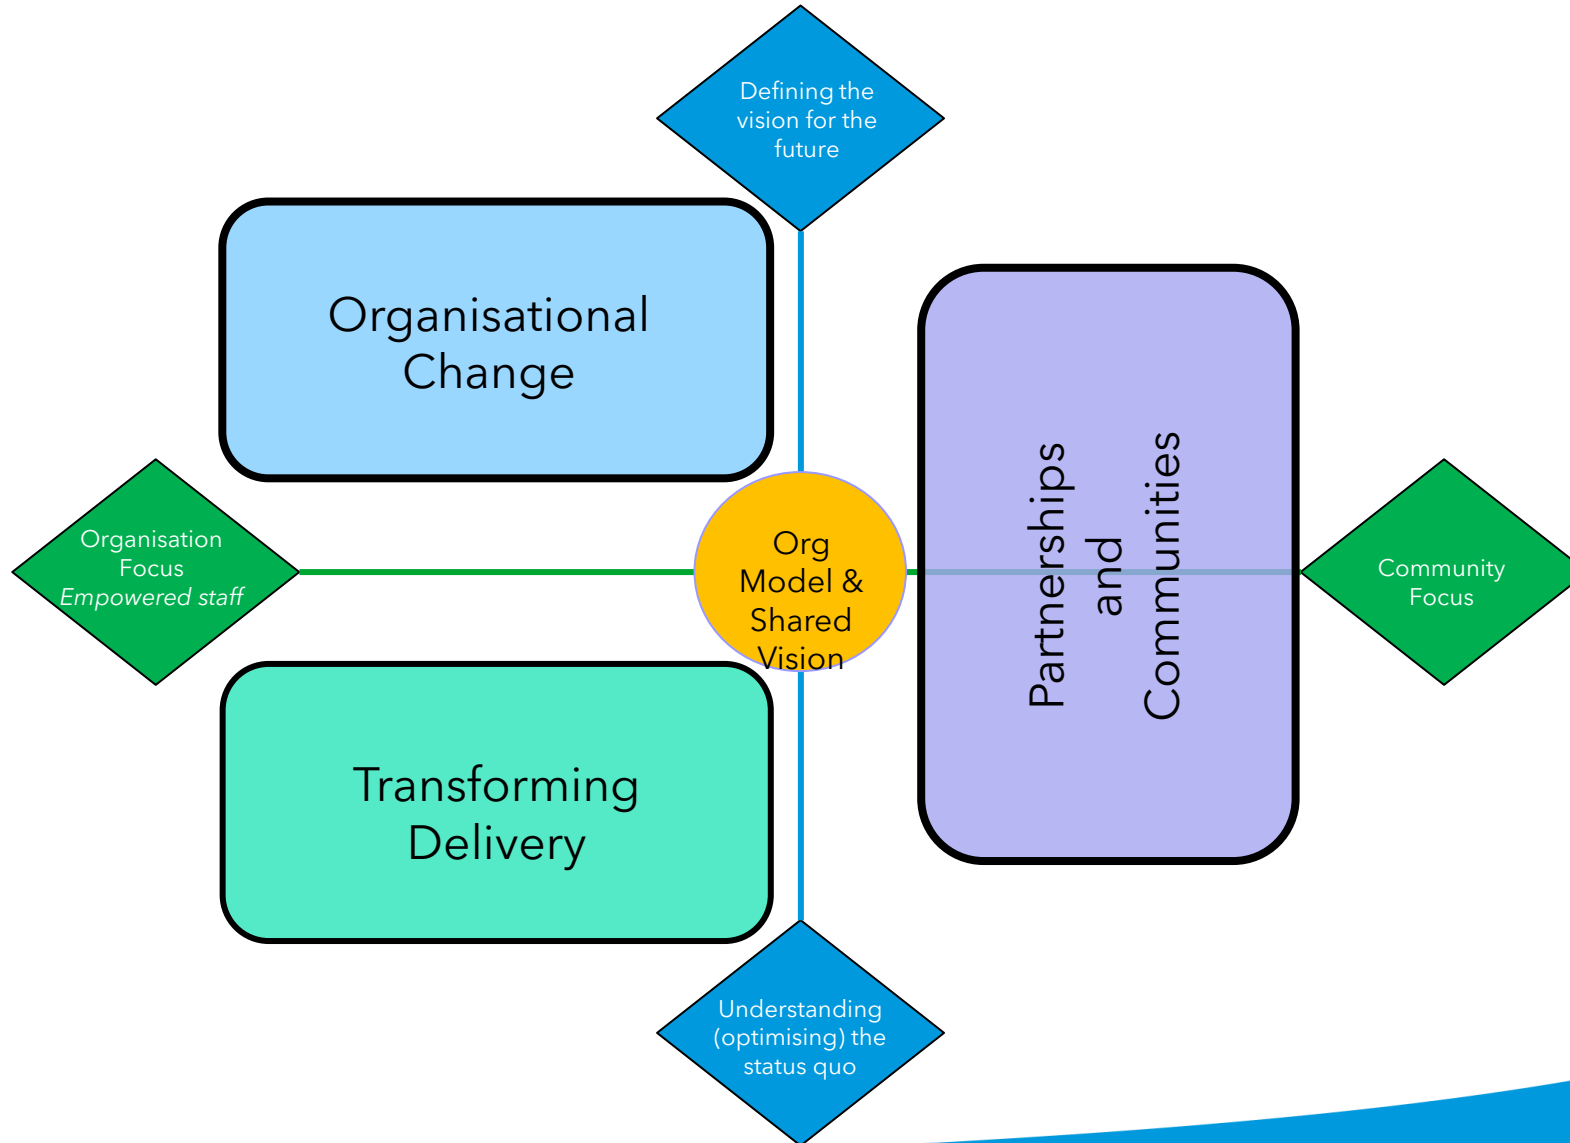 Defining the
vision for the
future
Organisational
Change
Partnerships
and
Communities
Organisation
Focus
Empowered staff
Org
Model &
Shared
Vision
Community
Focus
Transforming
Delivery
Understanding
(optimising) the
status quo